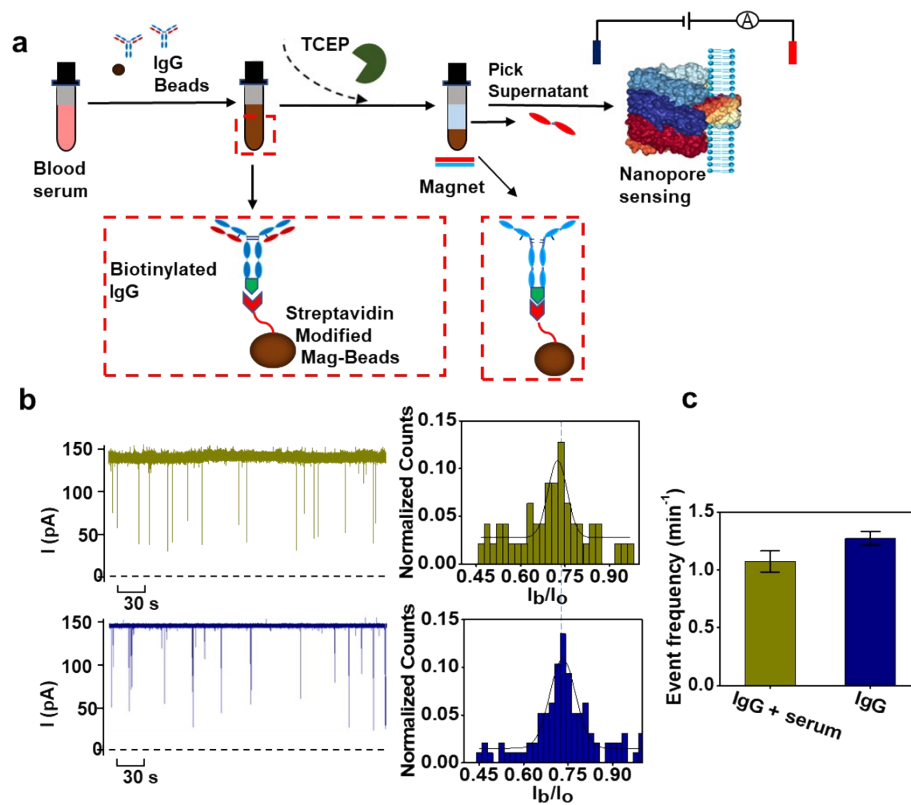 a
IgG
Beads
TCEP
A
Pick
Supernatant
Blood
serum
Magnet
Nanopore
sensing
Biotinylated
IgG
Streptavidin
Modified
Mag-Beads
b
I (pA)
150
100
50
0
30 s
Normalized Counts
0.15
0.10
0.05
0.00
0.45 0.60 0.75 0.90
Ib/Io
I (pA)
150
100
50
0
30 s
Normalized Counts
0.15
0.10
0.05
0.00
0.45 0.60 0.75 0.90
Ib/Io
c
Event frequency (min⁻¹)
1.5
1.0
0.5
0.0
IgG + serum
IgG